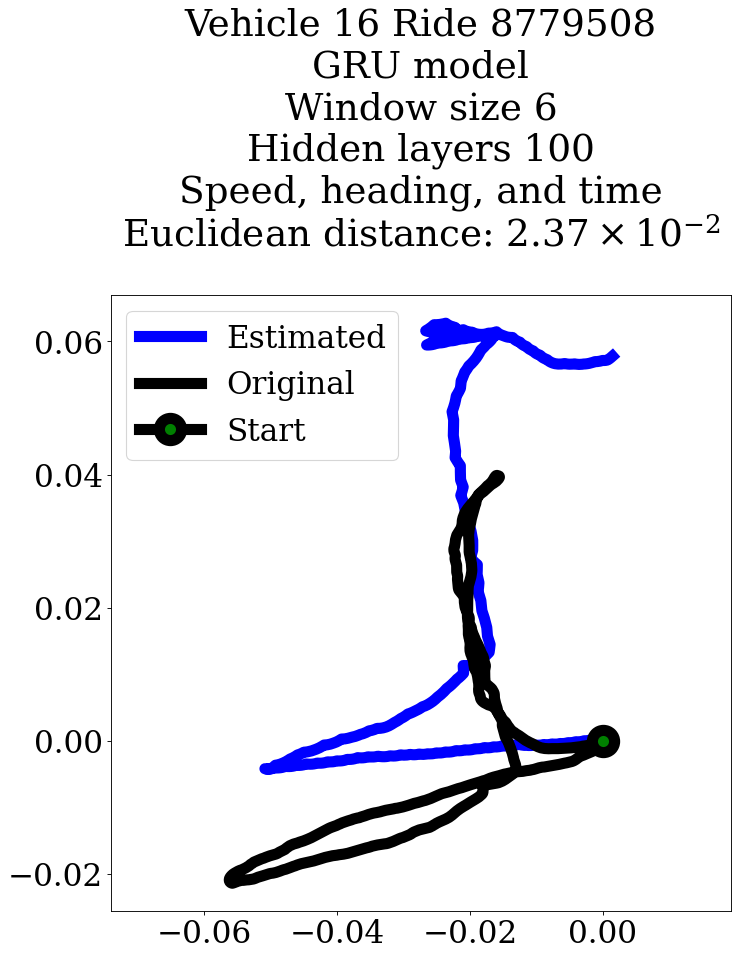 Vehicle 16 Ride 8779508
GRU model
Window size 6
Hidden layers 100
Speed, heading, and time
Euclidean distance: 2.37 × 10⁻²
Estimated
Original
Start
0.06
0.04
0.02
0.00
−0.02
−0.06
−0.04
−0.02
0.00